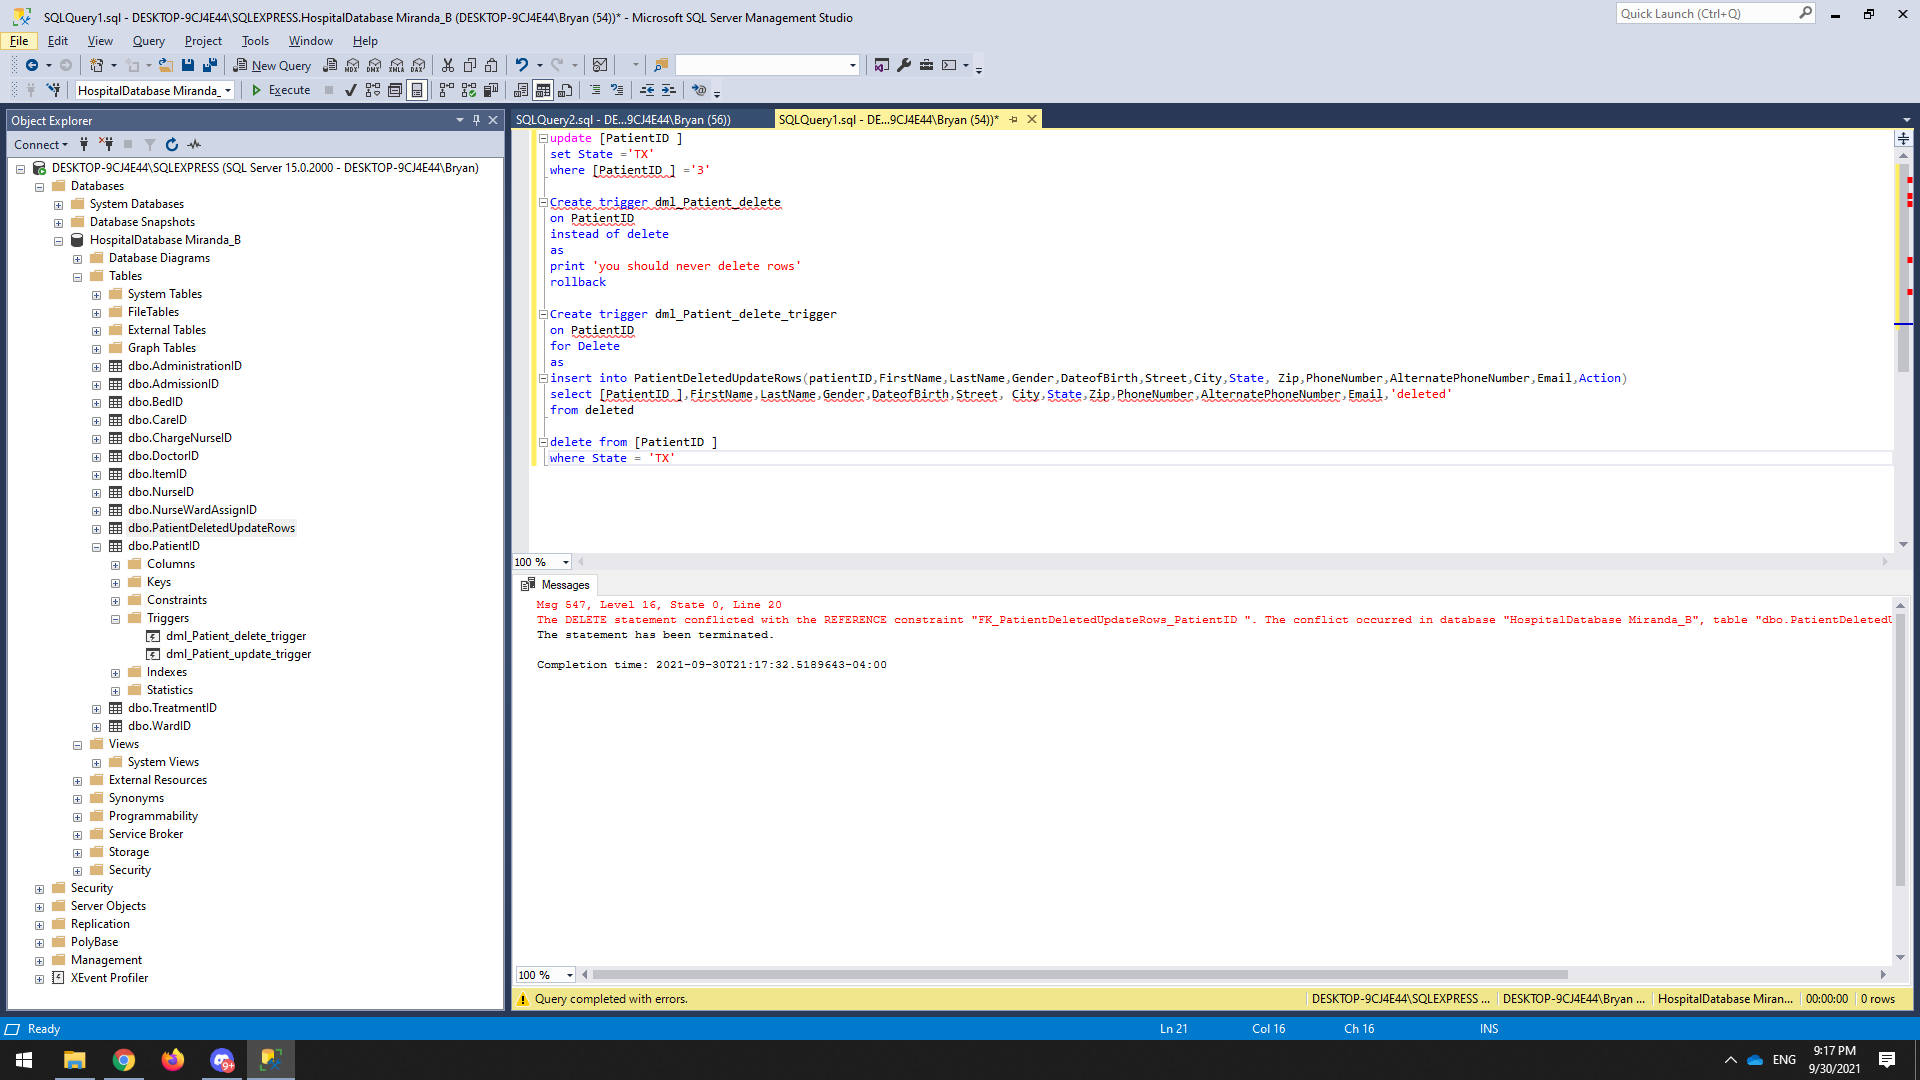 SQLQuery1.sql - DESKTOP-9CJ4E44\SQLEXPRESS.HospitalDatabase Miranda_B (DESKTOP-9CJ4E44\Bryan (54))* - Microsoft SQL Server Management Studio
Quick Launch (Ctrl+Q)
File Edit View Query Project Tools Window Help
New Query
MDX DMX XMLA DAX
HospitalDatabase Miranda_
Execute
Object Explorer
Connect
DESKTOP-9CJ4E44\SQLEXPRESS (SQL Server 15.0.2000 - DESKTOP-9CJ4E44\Bryan)
Databases
System Databases
Database Snapshots
HospitalDatabase Miranda_B
Database Diagrams
Tables
System Tables
FileTables
External Tables
Graph Tables
dbo.AdministrationID
dbo.AdmissionID
dbo.BedID
dbo.CareID
dbo.ChargeNurseID
dbo.DoctorID
dbo.ItemID
dbo.NurseID
dbo.NurseWardAssignID
dbo.PatientDeletedUpdateRows
dbo.PatientID
Columns
Keys
Constraints
Triggers
dml_Patient_delete_trigger
dml_Patient_update_trigger
Indexes
Statistics
dbo.TreatmentID
dbo.WardID
Views
System Views
External Resources
Synonyms
Programmability
Service Broker
Storage
Security
Security
Server Objects
Replication
PolyBase
Management
XEvent Profiler
SQLQuery2.sql - DE...9CJ4E44\Bryan (56))
SQLQuery1.sql - DE...9CJ4E44\Bryan (54))*
update [PatientID ]
set State ='TX'
where [PatientID ] ='3'
Create trigger dml_Patient_delete
on PatientID
instead of delete
as
print 'you should never delete rows'
rollback
Create trigger dml_Patient_delete_trigger
on PatientID
for Delete
as
insert into PatientDeletedUpdateRows(patientID,FirstName,LastName,Gender,DateofBirth,Street,City,State, Zip,PhoneNumber,AlternatePhoneNumber,Email,Action)
select [PatientID ],FirstName,LastName,Gender,DateofBirth,Street, City,State,Zip,PhoneNumber,AlternatePhoneNumber,Email,'deleted'
from deleted
delete from [PatientID ]
where State = 'TX'
100 %
Messages
Msg 547, Level 16, State 0, Line 20
The DELETE statement conflicted with the REFERENCE constraint "FK_PatientDeletedUpdateRows_PatientID ". The conflict occurred in database "HospitalDatabase Miranda_B", table "dbo.PatientDeletedU
The statement has been terminated.
Completion time: 2021-09-30T21:17:32.5189643-04:00
100 %
Query completed with errors.
DESKTOP-9CJ4E44\SQLEXPRESS ...
DESKTOP-9CJ4E44\Bryan ...
HospitalDatabase Miran...
00:00:00
0 rows
Ready
Ln 21
Col 16
Ch 16
INS
9+
ENG
9:17 PM
9/30/2021